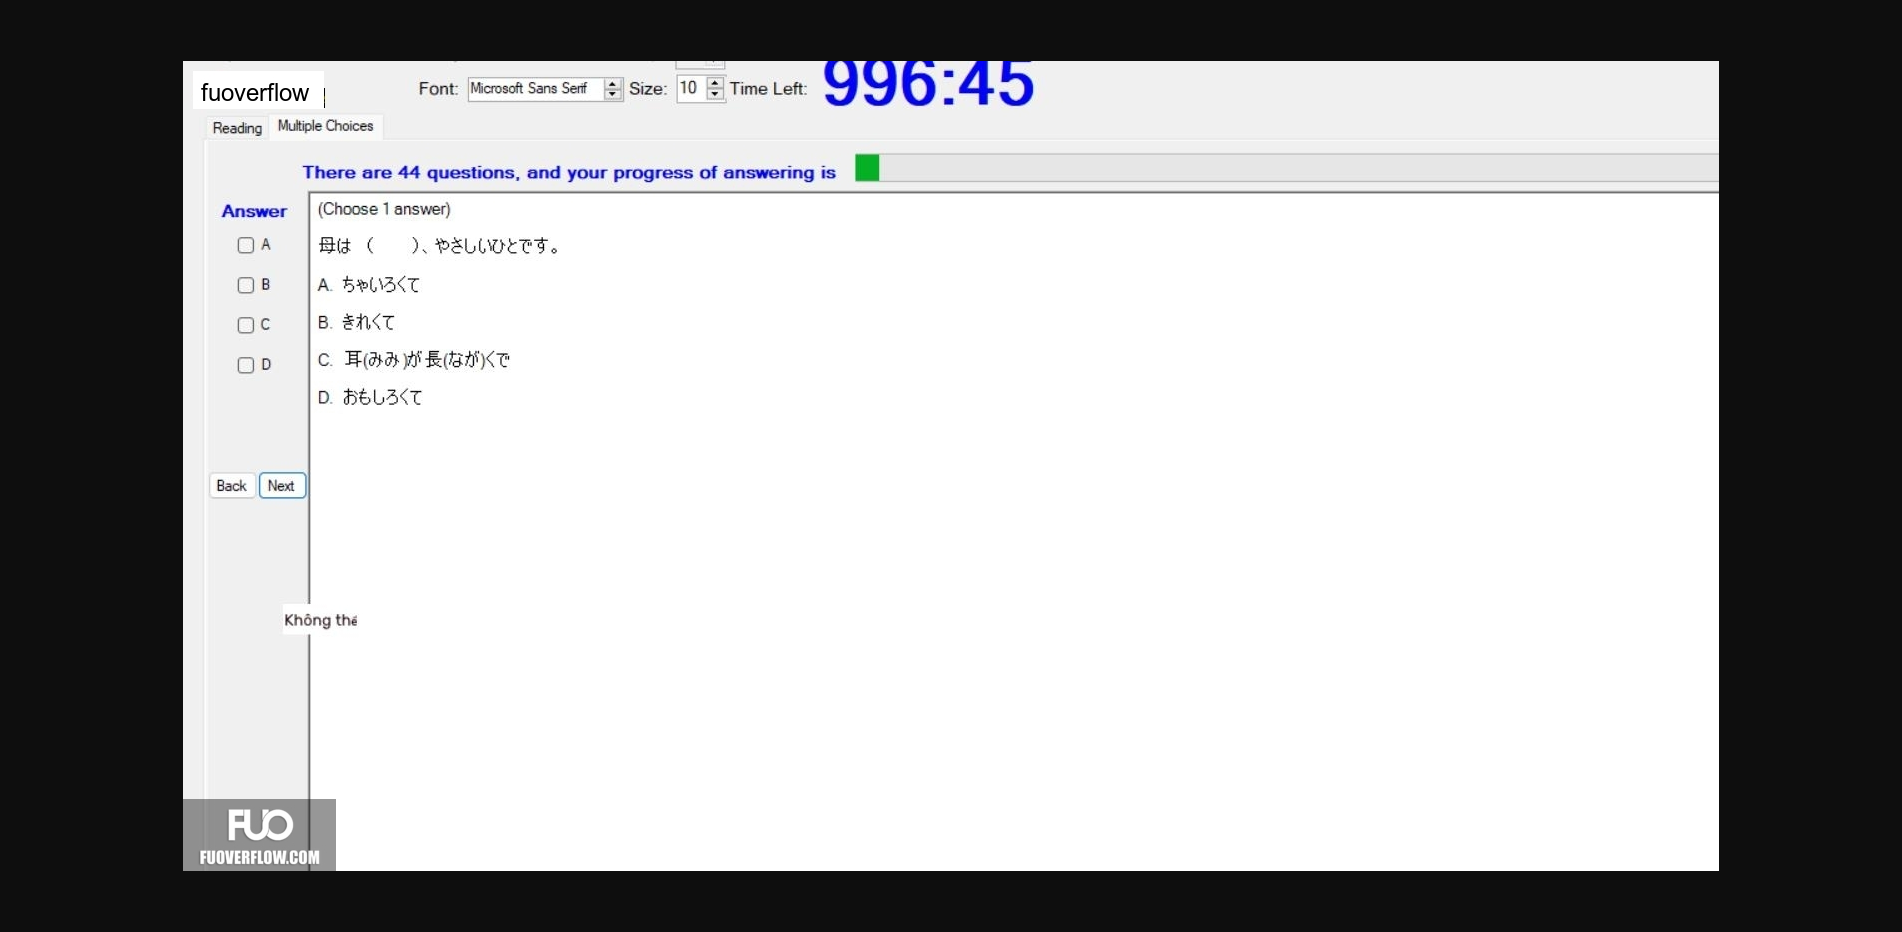 fuoverflow
Font: Microsoft Sans Serif Size: 10 Time Left: 996:45
Reading Multiple Choices
There are 44 questions, and your progress of answering is
Answer
(Choose 1 answer)
A
母は （　　）、やさしいひとです。
B
A. ちゃいろくて
C
B. きれくて
D
C. 耳(みみ)が長(なが)くで
D. おもしろくて
Back Next
Không thể
FUO
FUOVERFLOW.COM